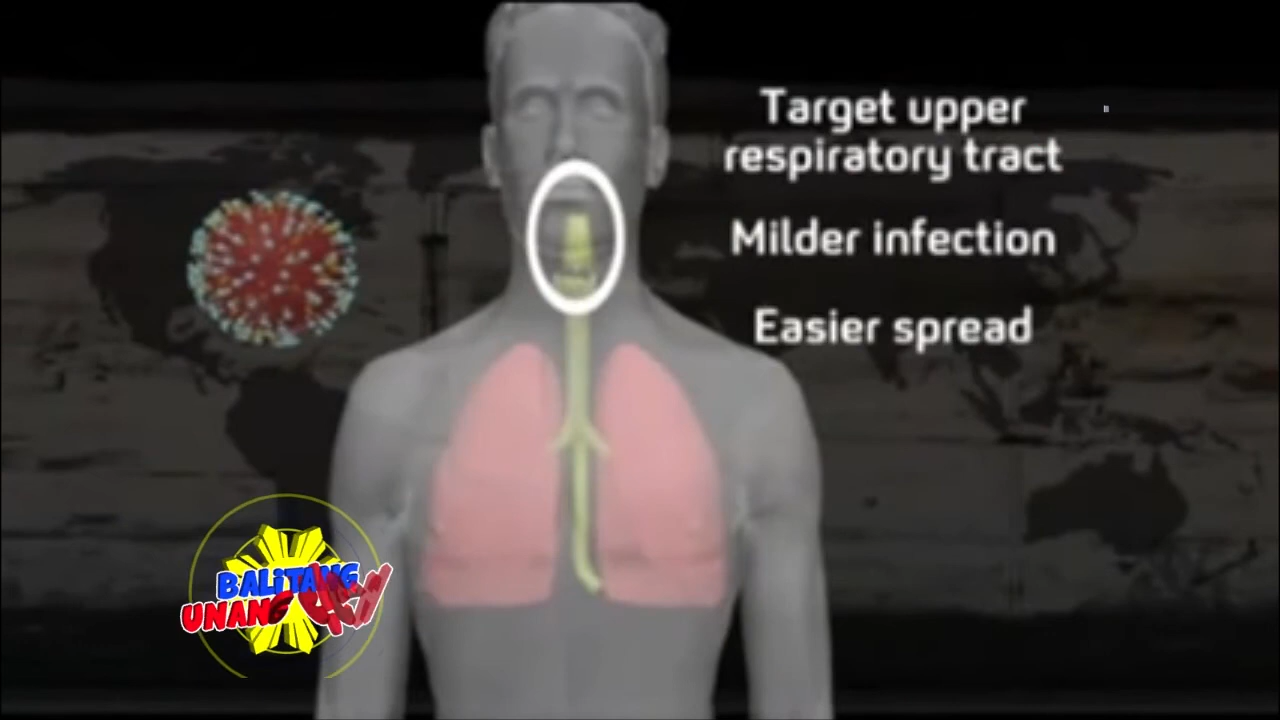 Target upper
respiratory tract
Milder infection
Easier spread
BALITANG
UNANG